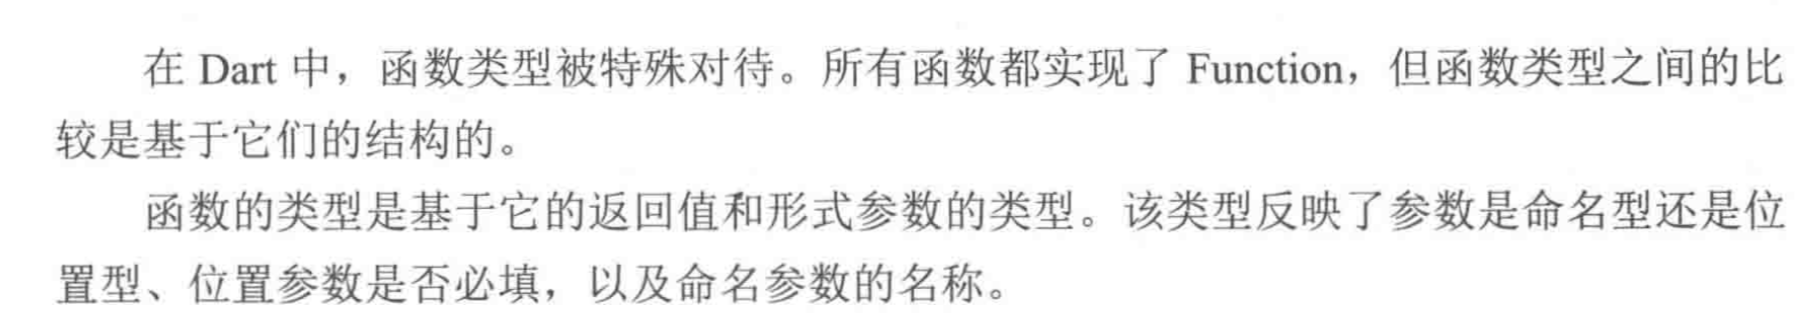 在 Dart 中，函数类型被特殊对待。所有函数都实现了 Function，但函数类型之间的比
较是基于它们的结构的。
函数的类型是基于它的返回值和形式参数的类型。该类型反映了参数是命名型还是位
置型、位置参数是否必填，以及命名参数的名称。